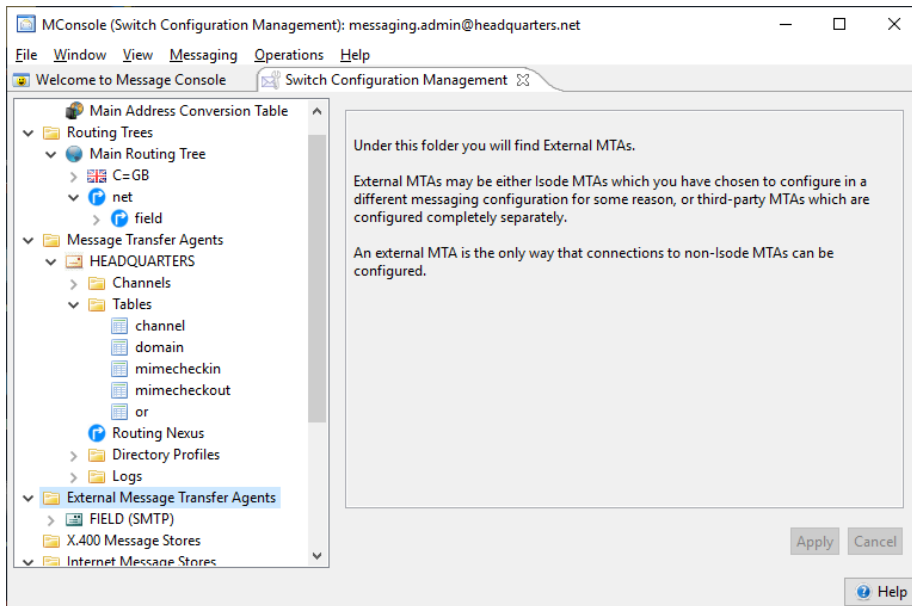 MConsole (Switch Configuration Management): messaging.admin@headquarters.net
File Window View Messaging Operations Help
Welcome to Message Console
Switch Configuration Management
Main Address Conversion Table
Routing Trees
Main Routing Tree
C=GB
net
field
Message Transfer Agents
HEADQUARTERS
Channels
Tables
channel
domain
mimecheckin
mimecheckout
or
Routing Nexus
Directory Profiles
Logs
External Message Transfer Agents
FIELD (SMTP)
X.400 Message Stores
Internet Message Stores
Under this folder you will find External MTAs.
External MTAs may be either Isode MTAs which you have chosen to configure in a
different messaging configuration for some reason, or third-party MTAs which are
configured completely separately.
An external MTA is the only way that connections to non-Isode MTAs can be
configured.
Apply
Cancel
Help